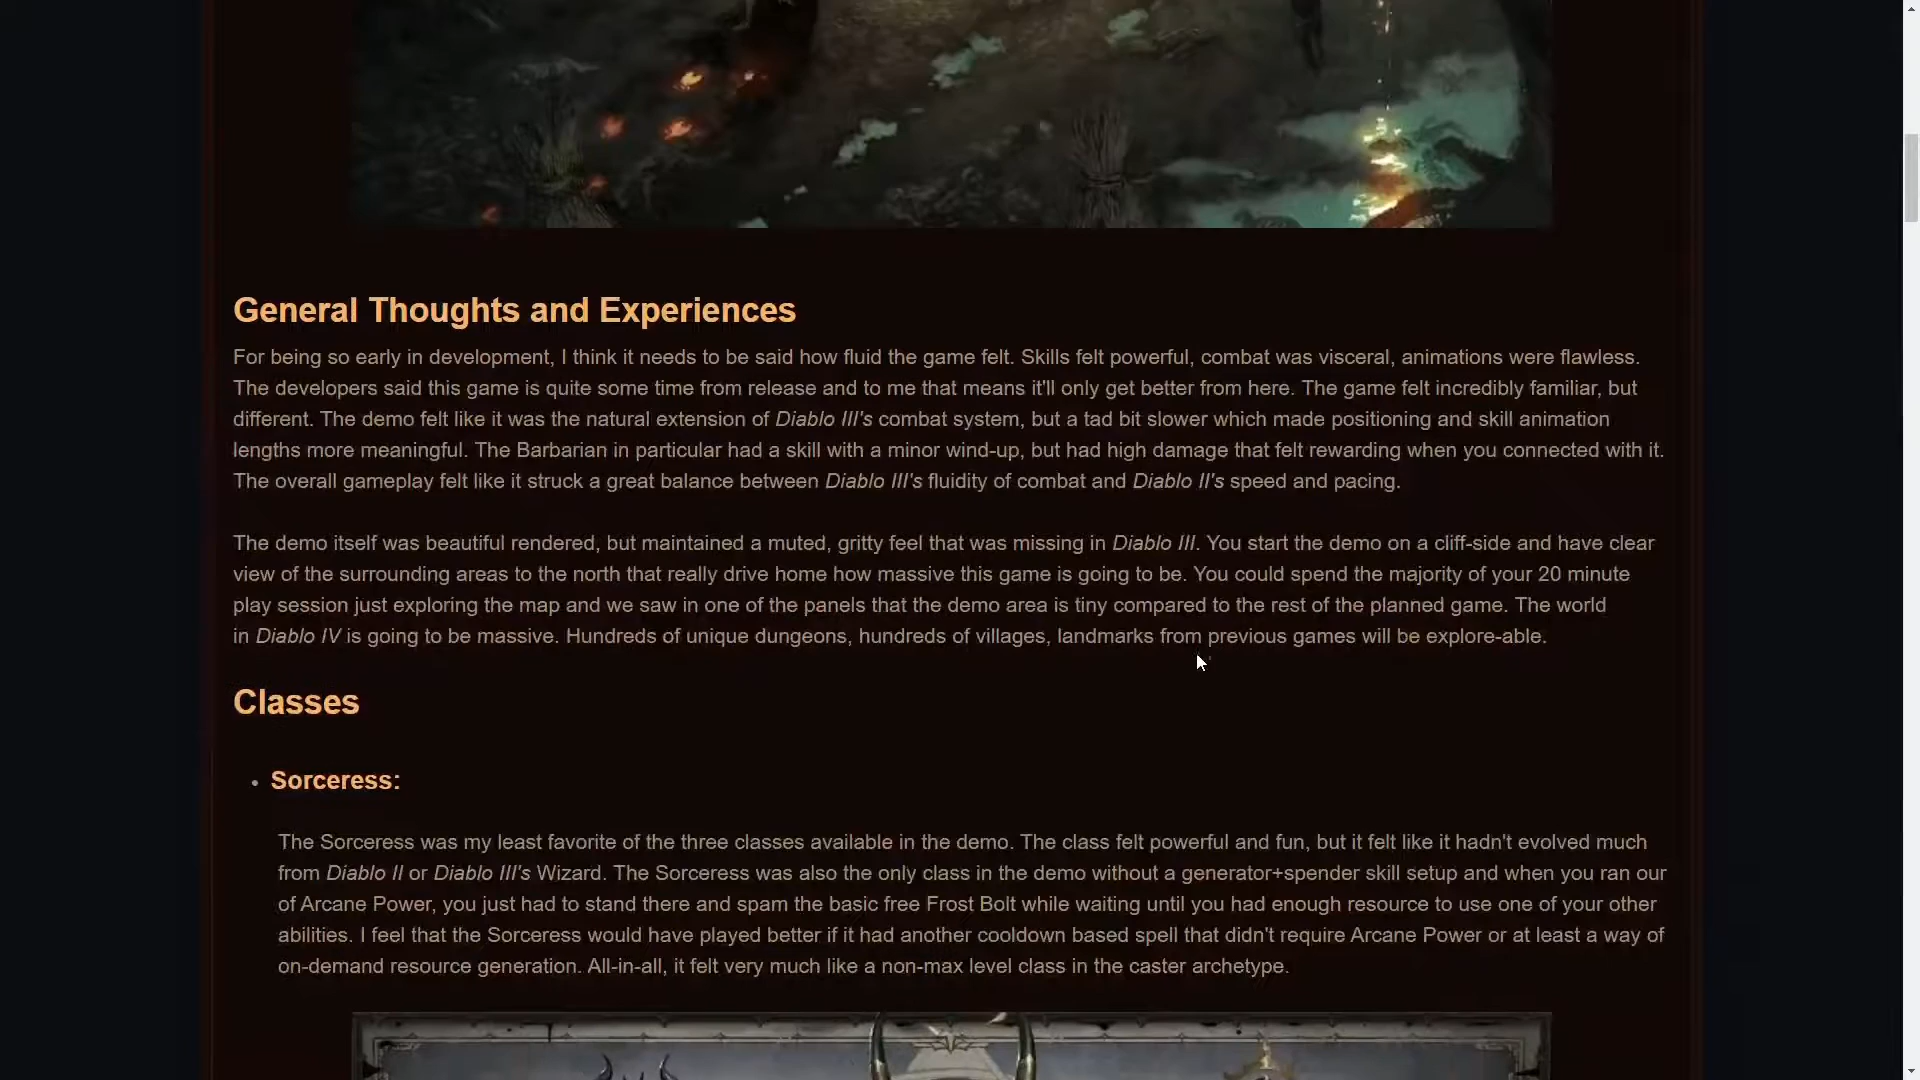 General Thoughts and Experiences
For being so early in development, I think it needs to be said how fluid the game felt. Skills felt powerful, combat was visceral, animations were flawless.
The developers said this game is quite some time from release and to me that means it'll only get better from here. The game felt incredibly familiar, but
different. The demo felt like it was the natural extension of Diablo III's combat system, but a tad bit slower which made positioning and skill animation
lengths more meaningful. The Barbarian in particular had a skill with a minor wind-up, but had high damage that felt rewarding when you connected with it.
The overall gameplay felt like it struck a great balance between Diablo III's fluidity of combat and Diablo II's speed and pacing.
The demo itself was beautiful rendered, but maintained a muted, gritty feel that was missing in Diablo III. You start the demo on a cliff-side and have clear
view of the surrounding areas to the north that really drive home how massive this game is going to be. You could spend the majority of your 20 minute
play session just exploring the map and we saw in one of the panels that the demo area is tiny compared to the rest of the planned game. The world
in Diablo IV is going to be massive. Hundreds of unique dungeons, hundreds of villages, landmarks from previous games will be explore-able.
Classes
• Sorceress:
The Sorceress was my least favorite of the three classes available in the demo. The class felt powerful and fun, but it felt like it hadn't evolved much
from Diablo II or Diablo III's Wizard. The Sorceress was also the only class in the demo without a generator+spender skill setup and when you ran our
of Arcane Power, you just had to stand there and spam the basic free Frost Bolt while waiting until you had enough resource to use one of your other
abilities. I feel that the Sorceress would have played better if it had another cooldown based spell that didn't require Arcane Power or at least a way of
on-demand resource generation. All-in-all, it felt very much like a non-max level class in the caster archetype.